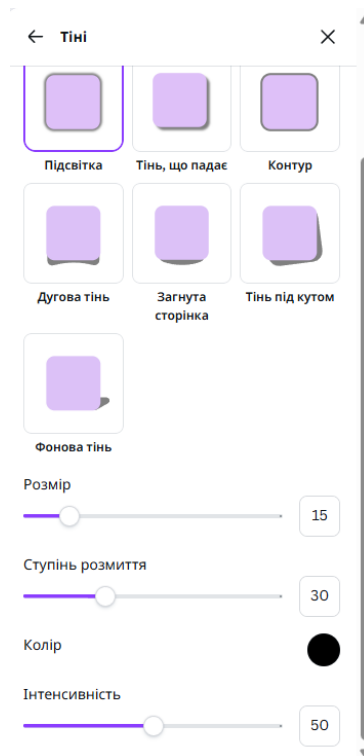 Тіні
Підсвітка
Тінь, що падає
Контур
Дугова тінь
Загнута
сторінка
Тінь під кутом
Фонова тінь
Розмір
15
Ступінь розмиття
30
Колір
Інтенсивність
50